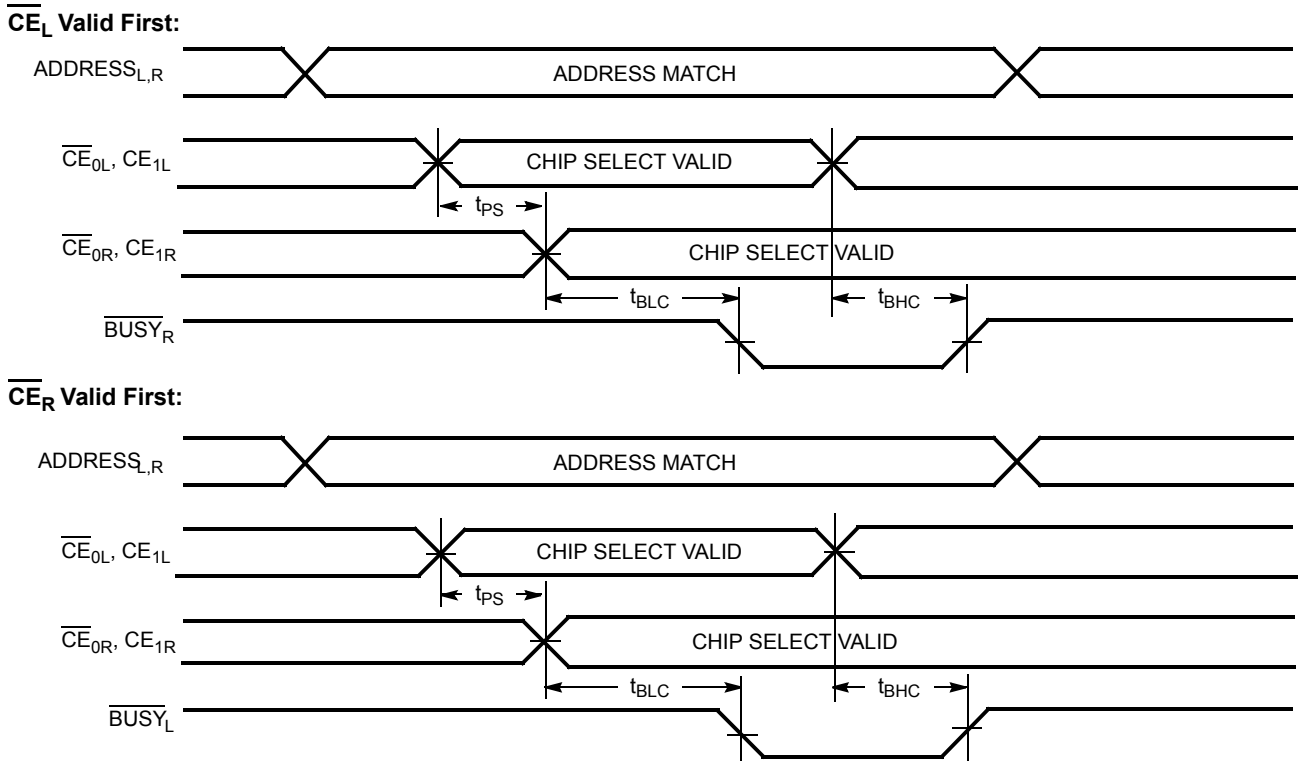 CE_L Valid First:
ADDRESS_L,R
ADDRESS MATCH
CE_0L, CE_1L
CHIP SELECT VALID
t_PS
CE_0R, CE_1R
CHIP SELECT VALID
t_BLC
t_BHC
BUSY_R
CE_R Valid First:
ADDRESS_L,R
ADDRESS MATCH
CE_0L, CE_1L
CHIP SELECT VALID
t_PS
CE_0R, CE_1R
CHIP SELECT VALID
t_BLC
t_BHC
BUSY_L